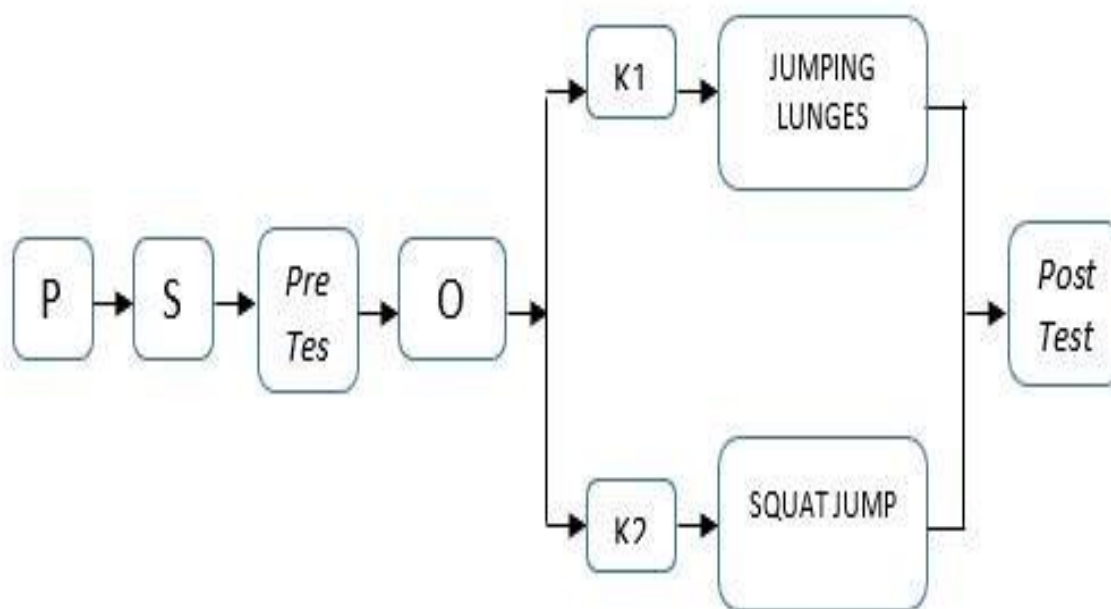 P
S
Pre
Tes
O
K1
JUMPING
LUNGES
K2
SQUAT JUMP
Post
Test